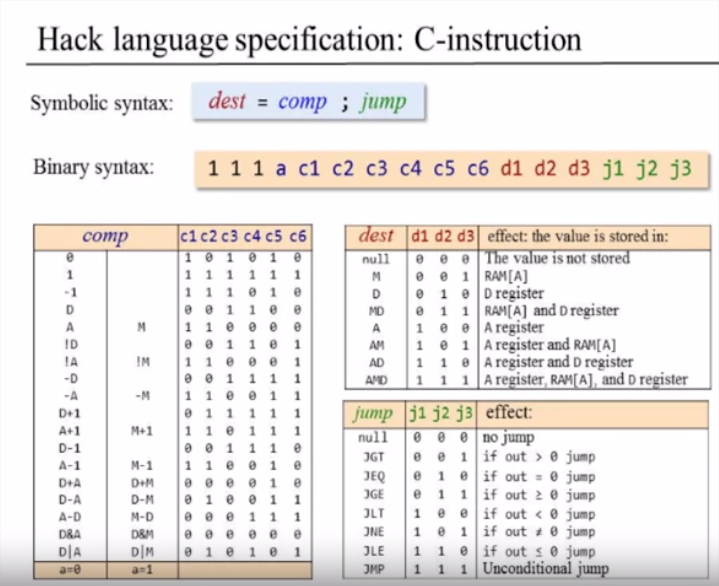 Hack language specification: C-instruction
Symbolic syntax: dest = comp ; jump
Binary syntax: 1 1 1 a c1 c2 c3 c4 c5 c6 d1 d2 d3 j1 j2 j3
comp c1 c2 c3 c4 c5 c6
0 1 0 1 0 1 0
1 1 1 1 1 1 1
-1 1 1 1 0 1 0
D 0 0 1 1 0 0
A M 1 1 0 0 0 0
!D 0 0 1 1 0 1
!A !M 1 1 0 0 0 1
-D 0 0 1 1 1 1
-A -M 1 1 0 0 1 1
D+1 0 1 1 1 1 1
A+1 M+1 1 1 0 1 1 1
D-1 0 0 1 1 1 0
A-1 M-1 1 1 0 0 1 0
D+A D+M 0 0 0 0 1 0
D-A D-M 0 1 0 0 1 1
A-D M-D 0 0 0 1 1 1
D&A D&M 0 0 0 0 0 0
D|A D|M 0 1 0 1 0 1
a=0 a=1
dest d1 d2 d3 effect: the value is stored in:
null 0 0 0 The value is not stored
M 0 0 1 RAM[A]
D 0 1 0 D register
MD 0 1 1 RAM[A] and D register
A 1 0 0 A register
AM 1 0 1 A register and RAM[A]
AD 1 1 0 A register and D register
AMD 1 1 1 A register, RAM[A], and D register
jump j1 j2 j3 effect:
null 0 0 0 no jump
JGT 0 0 1 if out > 0 jump
JEQ 0 1 0 if out = 0 jump
JGE 0 1 1 if out ≥ 0 jump
JLT 1 0 0 if out < 0 jump
JNE 1 0 1 if out ≠ 0 jump
JLE 1 1 0 if out ≤ 0 jump
JMP 1 1 1 Unconditional jump